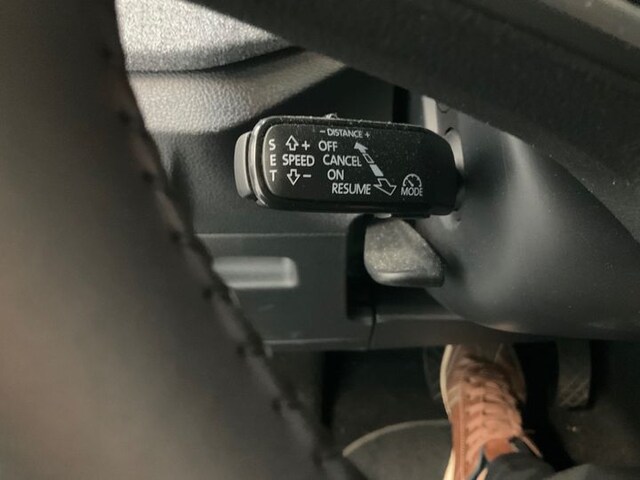 - DISTANCE +
S + OFF
E SPEED CANCEL
T - ON
RESUME MODE